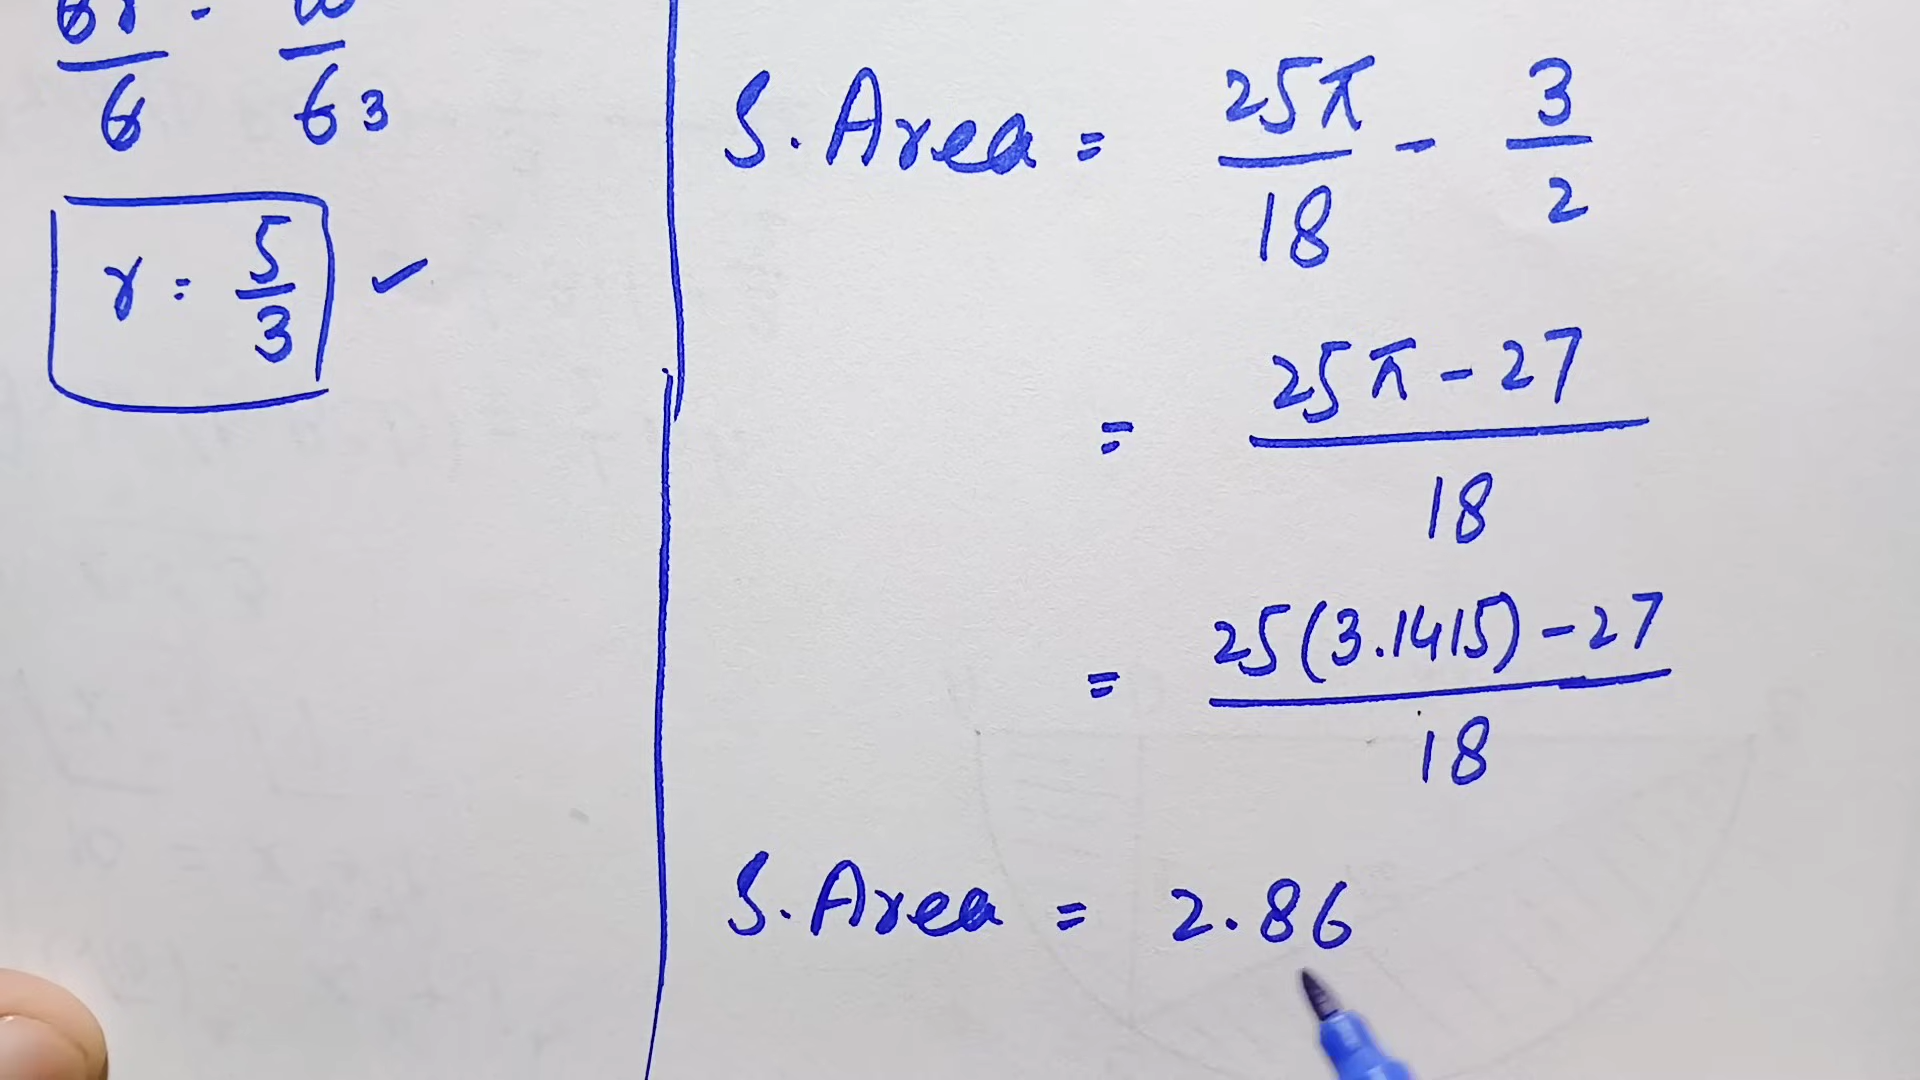 6 6 3
r = 5/3 ✓
S. Area = 25π/18 - 3/2
= 25π - 27/18
= 25(3.1415) - 27/18
S. Area = 2.86